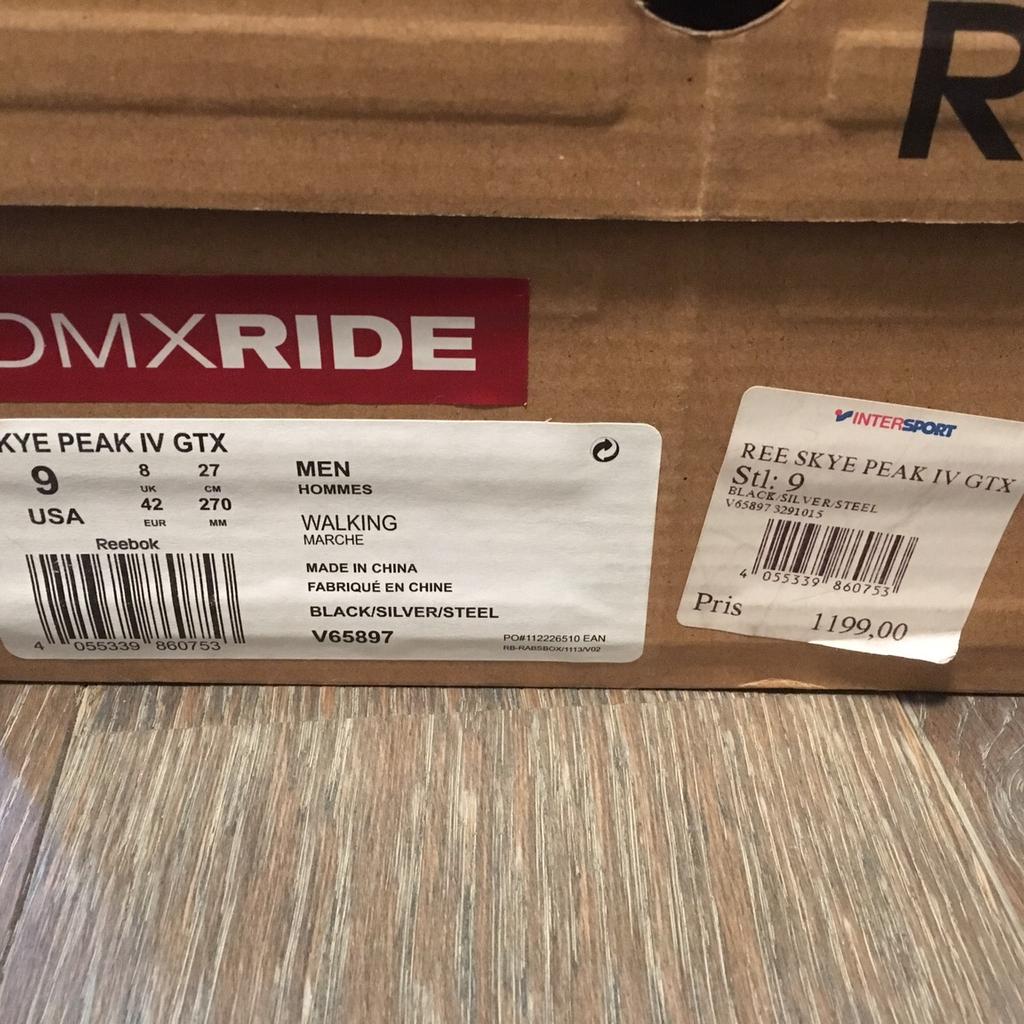 R
DMXRIDE
KYE PEAK IV GTX
9 8 27
UK CM
USA 42 270
EUR MM
MEN
HOMMES
WALKING
MARCHE
Reebok
MADE IN CHINA
FABRIQUÉ EN CHINE
BLACK/SILVER/STEEL
V65897
4 055339 860753
PO#112226510 EAN
RB-RABSBOX/1113/V02
INTERSPORT
REE SKYE PEAK IV GTX
Stl: 9
BLACK/SILVER/STEEL
V65897 3291015
4 055339 860753
Pris 1199,00